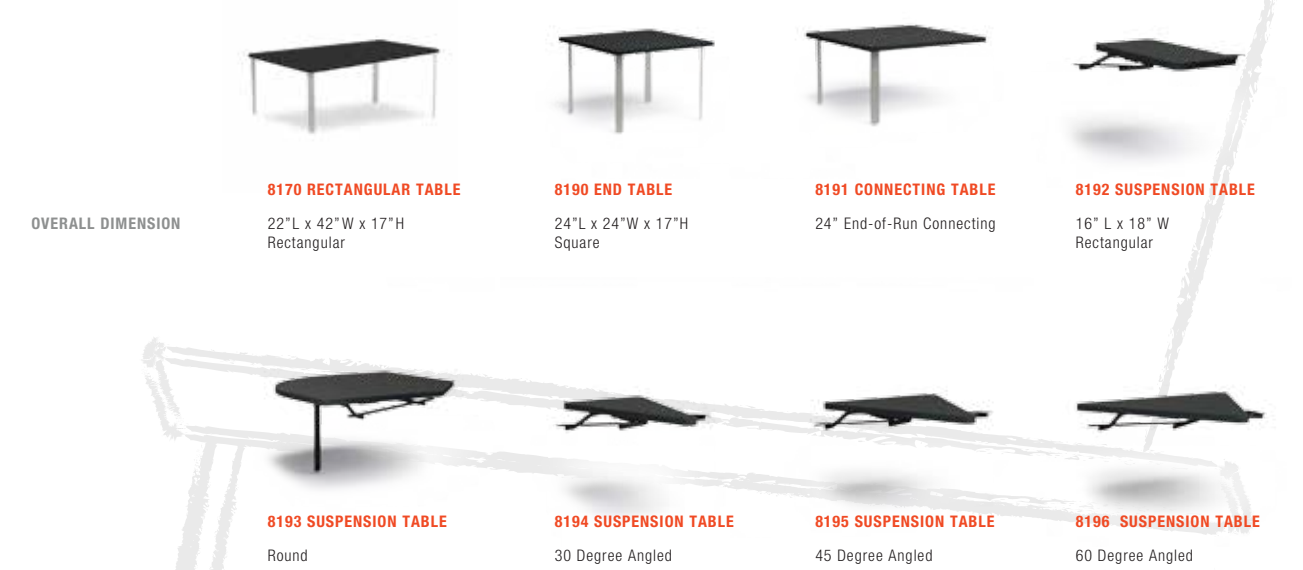 8170 RECTANGULAR TABLE
8190 END TABLE
8191 CONNECTING TABLE
8192 SUSPENSION TABLE
OVERALL DIMENSION
22”L x 42”W x 17”H
Rectangular
24”L x 24”W x 17”H
Square
24” End-of-Run Connecting
16” L x 18” W
Rectangular
8193 SUSPENSION TABLE
8194 SUSPENSION TABLE
8195 SUSPENSION TABLE
8196 SUSPENSION TABLE
Round
30 Degree Angled
45 Degree Angled
60 Degree Angled